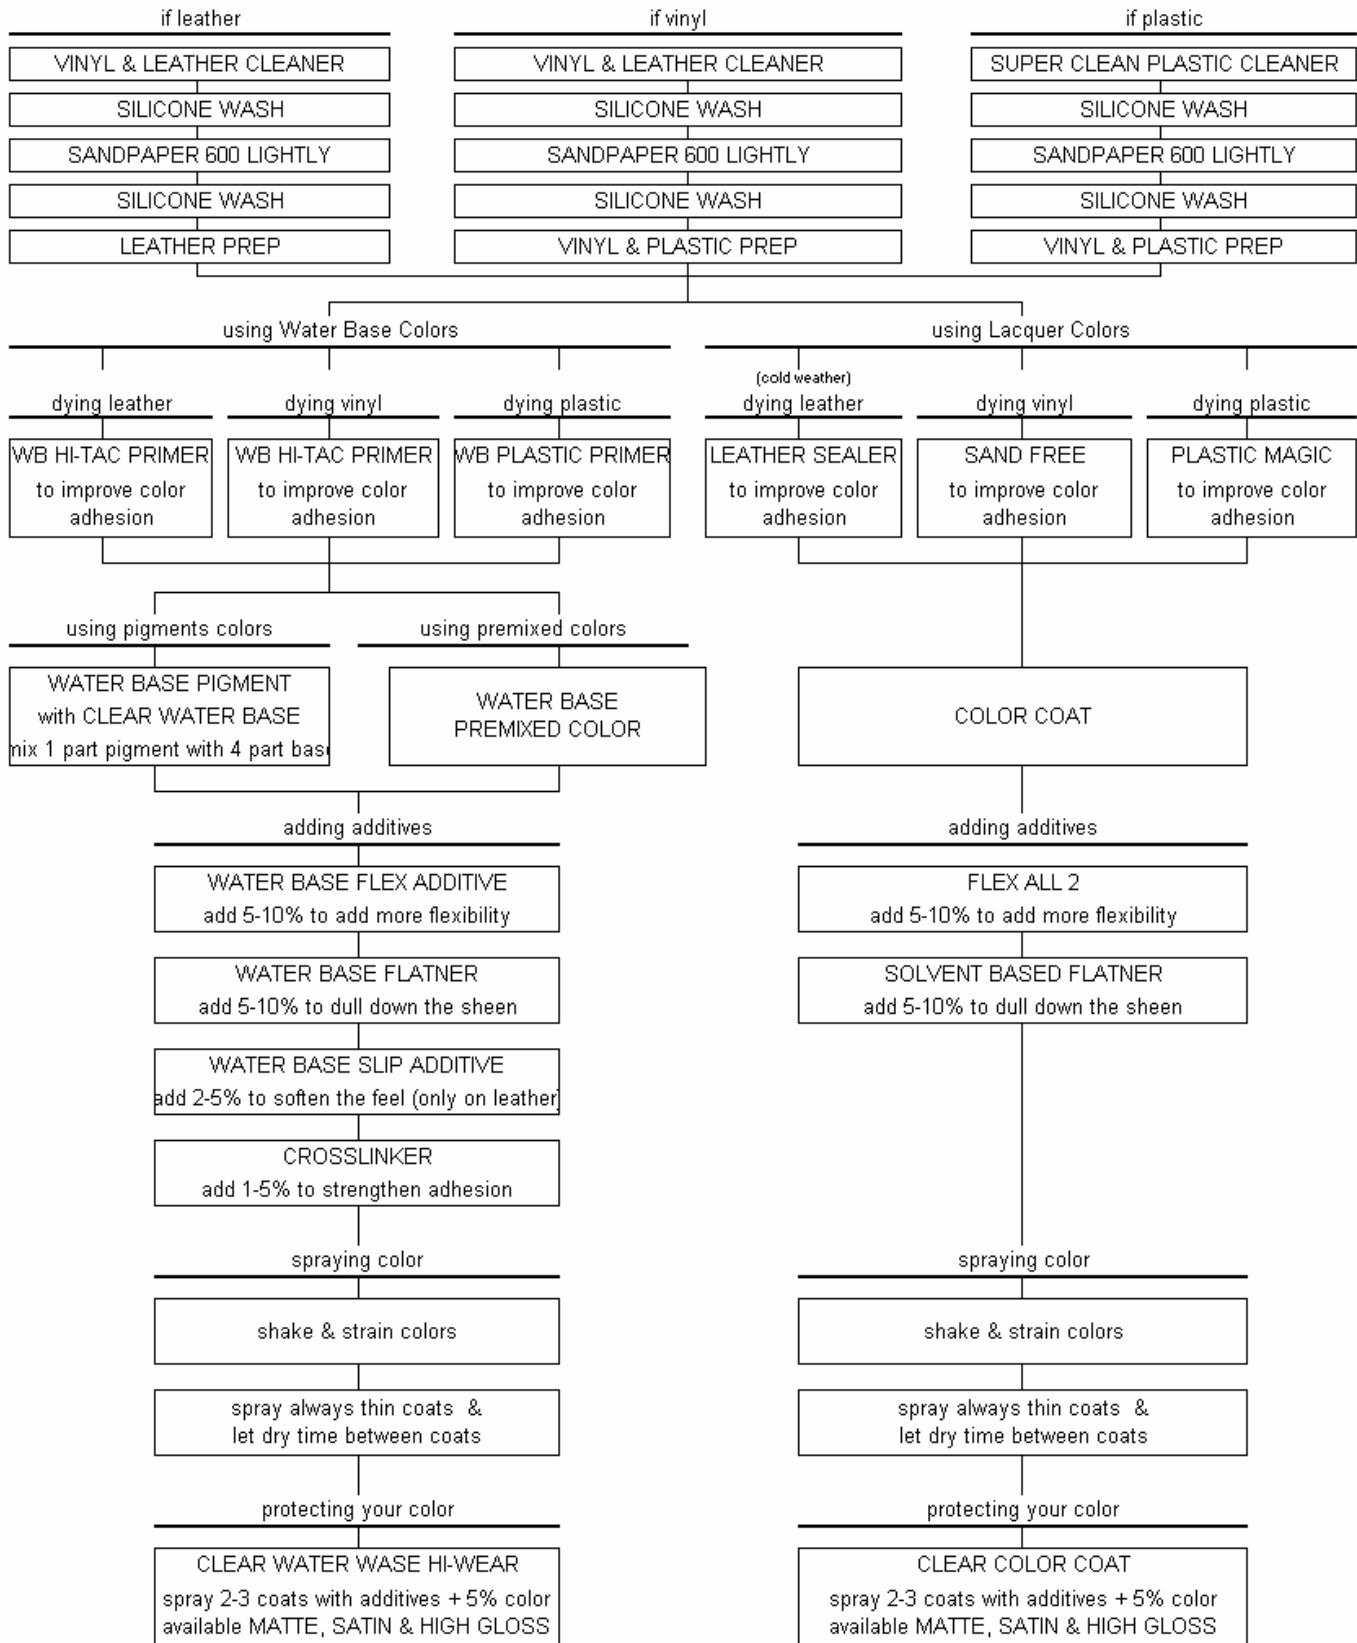 if leather
if vinyl
if plastic
VINYL & LEATHER CLEANER
VINYL & LEATHER CLEANER
SUPER CLEAN PLASTIC CLEANER
SILICONE WASH
SILICONE WASH
SILICONE WASH
SANDPAPER 600 LIGHTLY
SANDPAPER 600 LIGHTLY
SANDPAPER 600 LIGHTLY
SILICONE WASH
SILICONE WASH
SILICONE WASH
LEATHER PREP
VINYL & PLASTIC PREP
VINYL & PLASTIC PREP
using Water Base Colors
using Lacquer Colors
dying leather
dying vinyl
dying plastic
(cold weather)
dying leather
dying vinyl
dying plastic
WB HI-TAC PRIMER
to improve color
adhesion
WB HI-TAC PRIMER
to improve color
adhesion
WB PLASTIC PRIMER
to improve color
adhesion
LEATHER SEALER
to improve color
adhesion
SAND FREE
to improve color
adhesion
PLASTIC MAGIC
to improve color
adhesion
using pigments colors
using premixed colors
WATER BASE PIGMENT
with CLEAR WATER BASE
mix 1 part pigment with 4 part base
WATER BASE
PREMIXED COLOR
COLOR COAT
adding additives
adding additives
WATER BASE FLEX ADDITIVE
add 5-10% to add more flexibility
FLEX ALL 2
add 5-10% to add more flexibility
WATER BASE FLATNER
add 5-10% to dull down the sheen
SOLVENT BASED FLATNER
add 5-10% to dull down the sheen
WATER BASE SLIP ADDITIVE
add 2-5% to soften the feel (only on leather)
CROSSLINKER
add 1-5% to strengthen adhesion
spraying color
spraying color
shake & strain colors
shake & strain colors
spray always thin coats &
let dry time between coats
spray always thin coats &
let dry time between coats
protecting your color
protecting your color
CLEAR WATER WASE HI-WEAR
spray 2-3 coats with additives + 5% color
available MATTE, SATIN & HIGH GLOSS
CLEAR COLOR COAT
spray 2-3 coats with additives + 5% color
available MATTE, SATIN & HIGH GLOSS